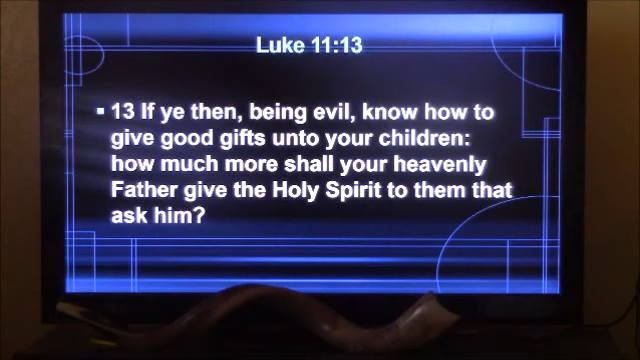 Luke 11:13
13 If ye then, being evil, know how to
give good gifts unto your children:
how much more shall your heavenly
Father give the Holy Spirit to them that
ask him?